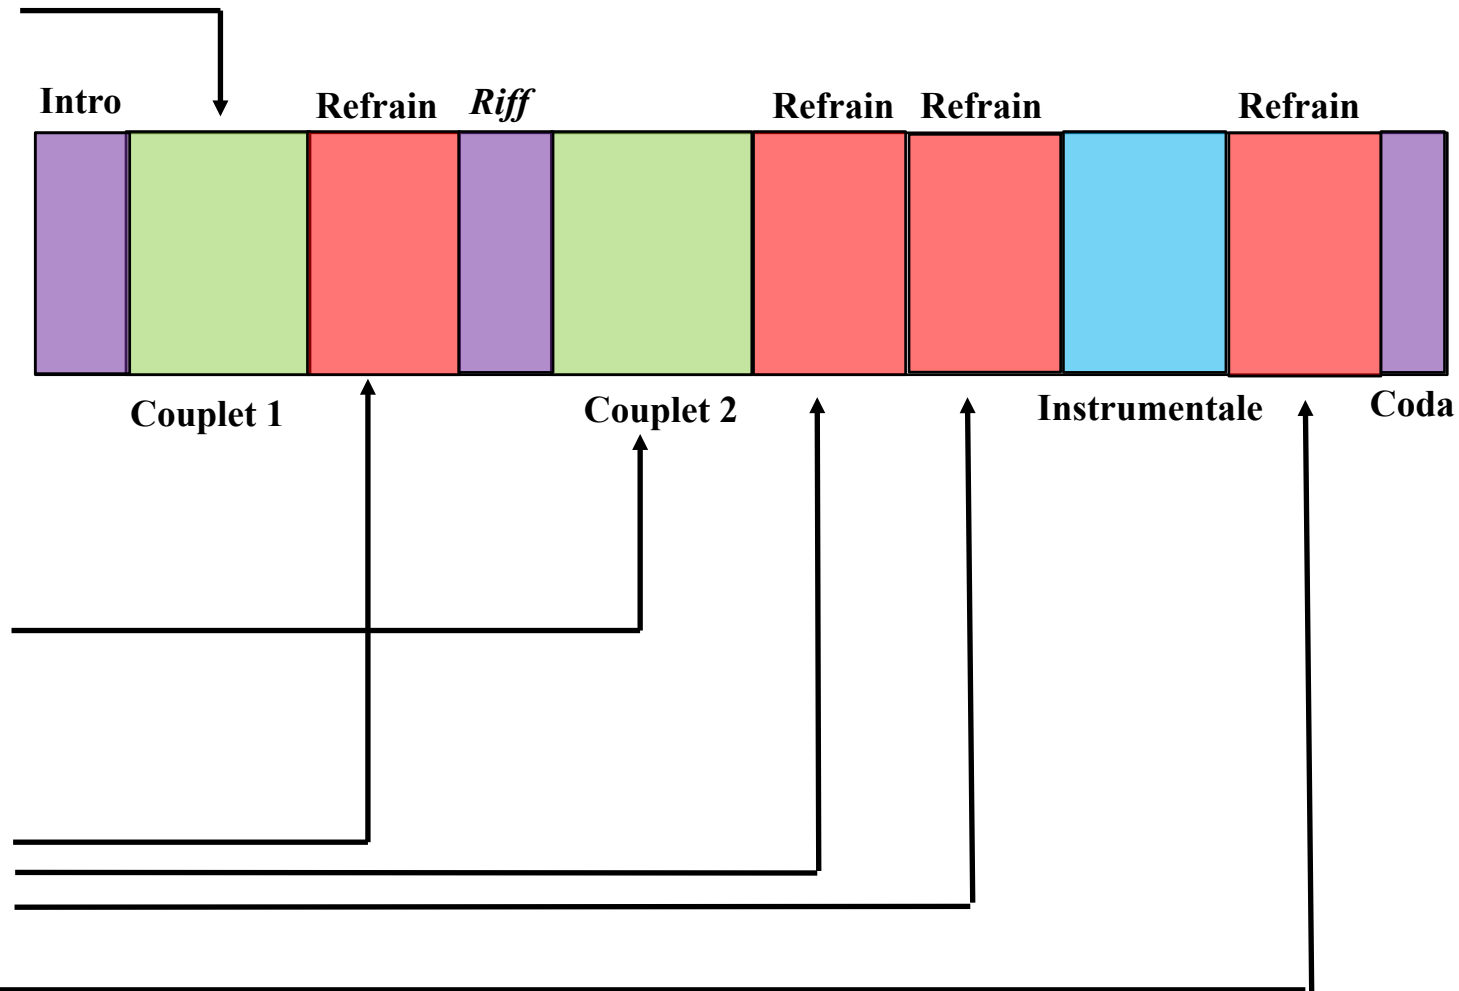 Intro
Refrain
Riff
Refrain
Refrain
Refrain
Couplet 1
Couplet 2
Instrumentale
Coda